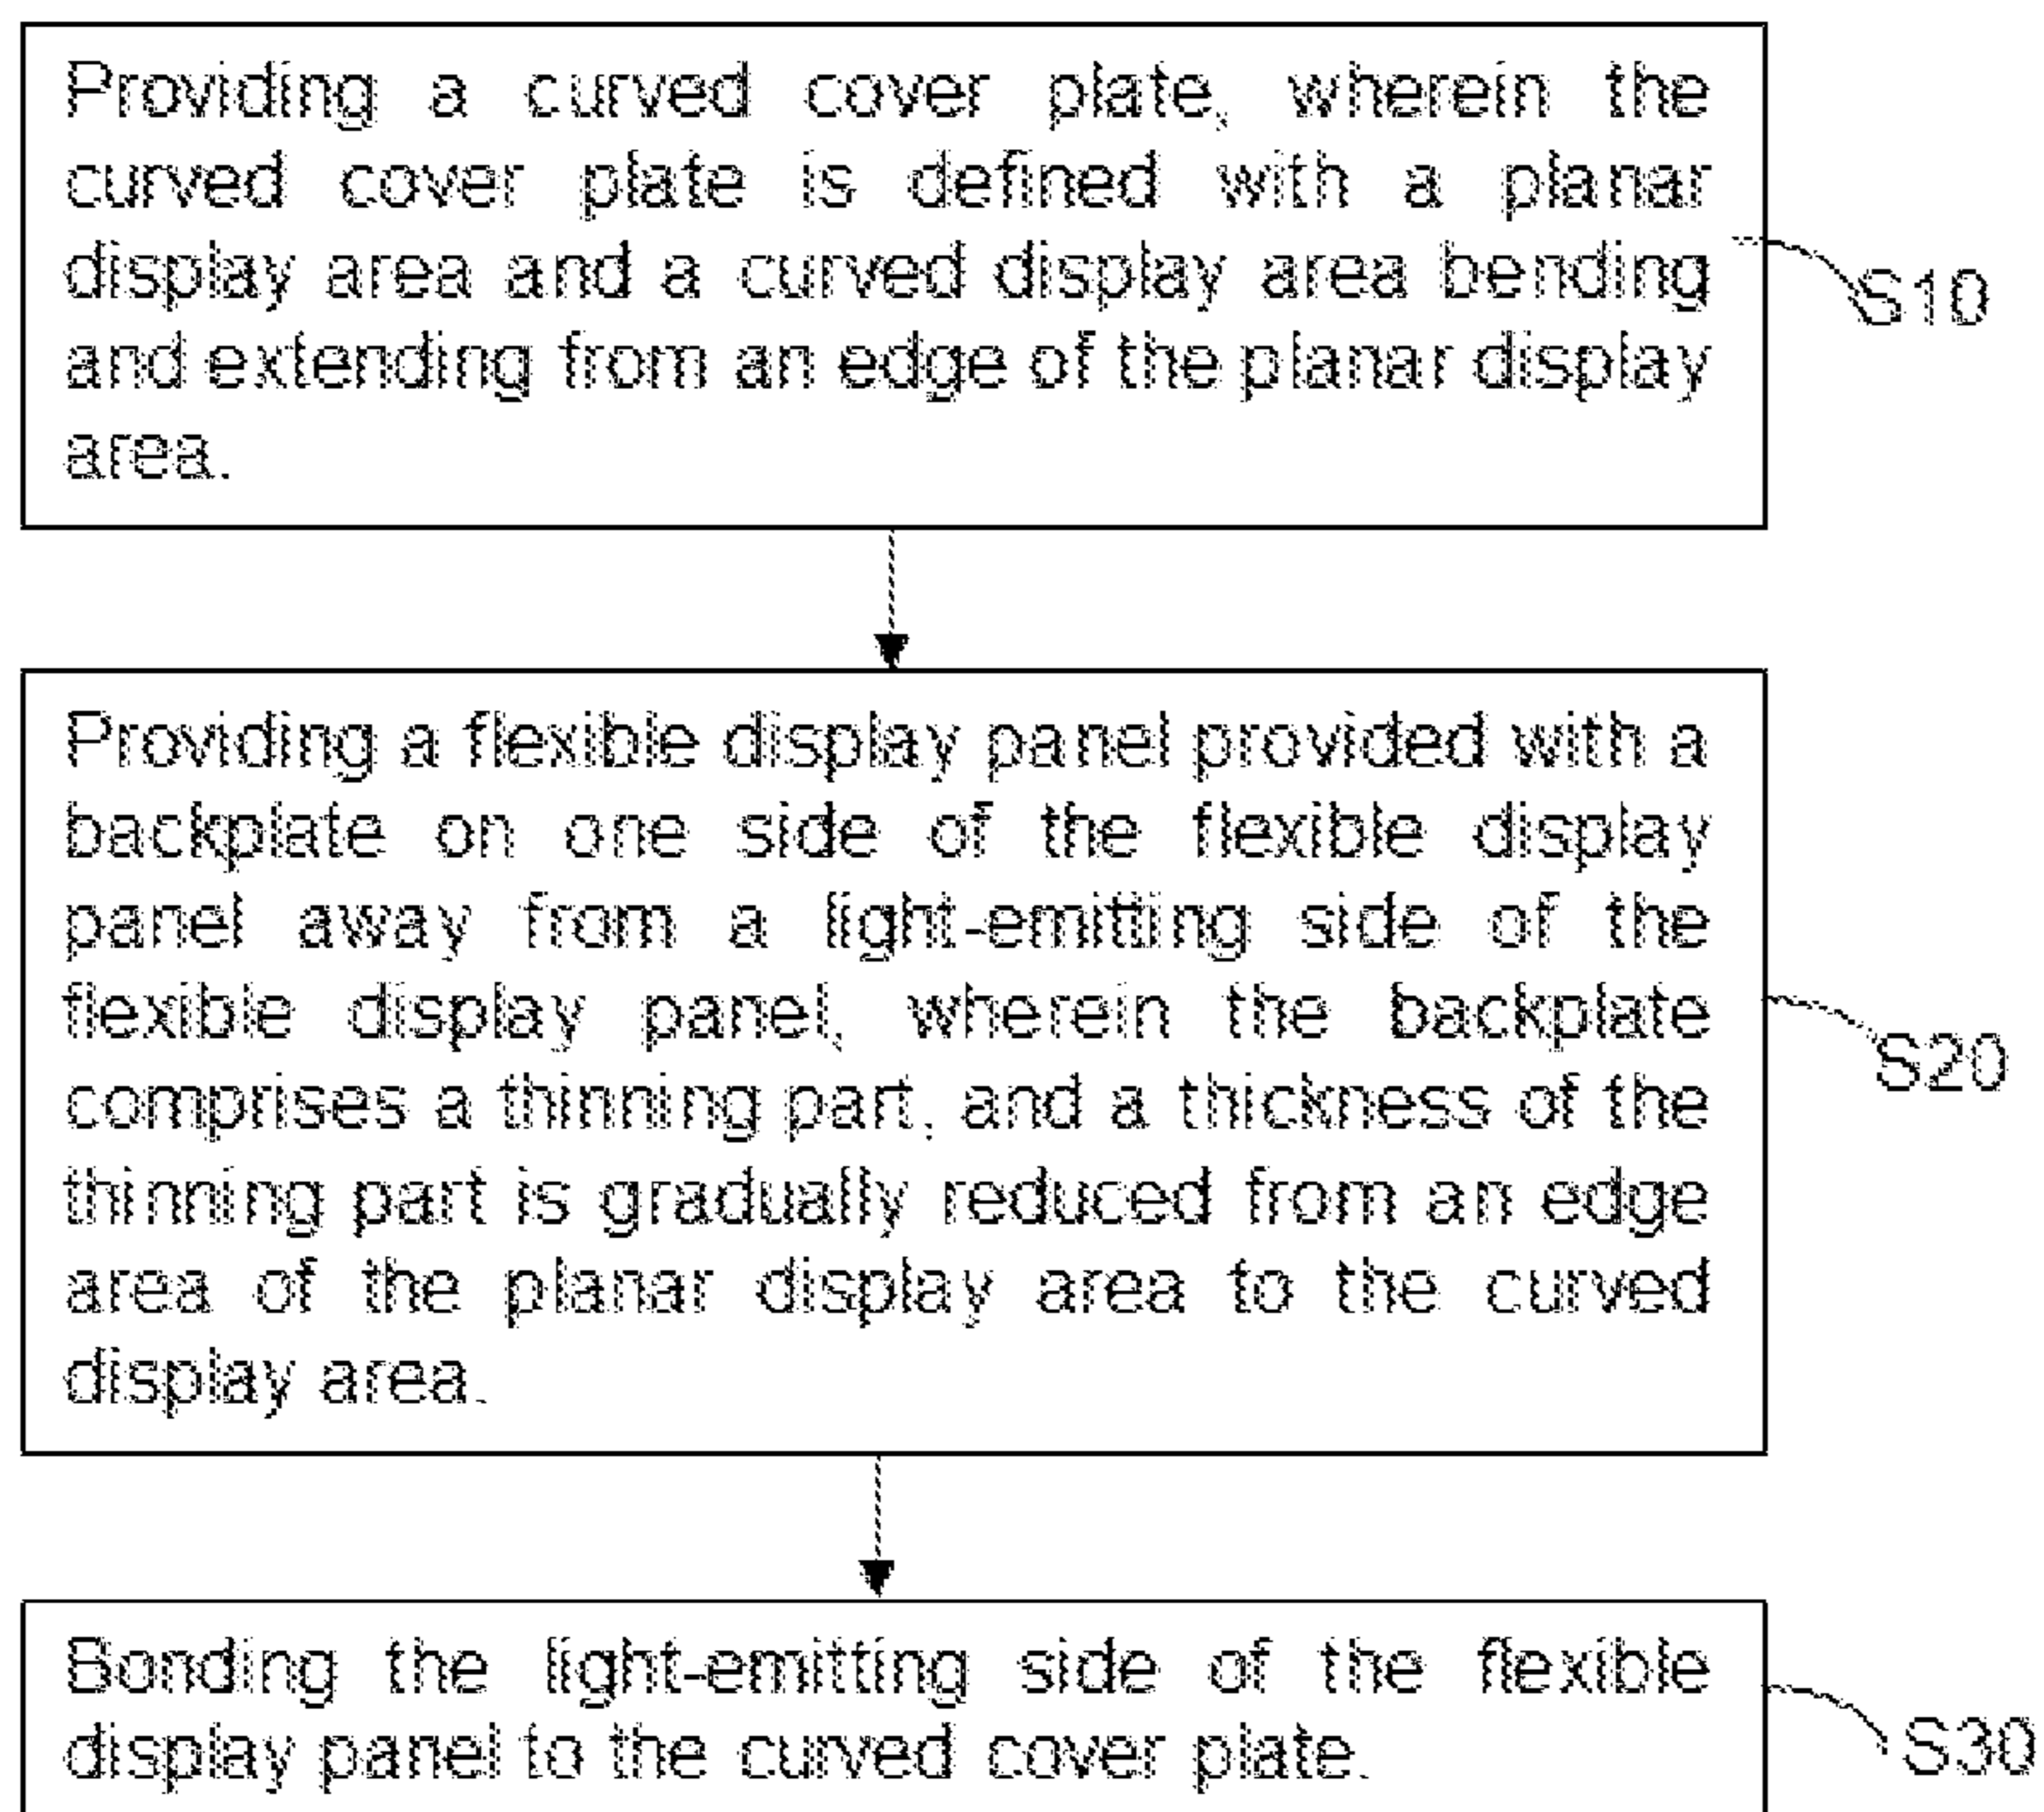 Providing a curved cover plate, wherein the
curved cover plate is defined with a planar
display area and a curved display area bending
and extending from an edge of the planar display
area.
S10
Providing a flexible display panel provided with a
backplate on one side of the flexible display
panel away from a light-emitting side of the
flexible display panel, wherein the backplate
comprises a thinning part, and a thickness of the
thinning part is gradually reduced from an edge
area of the planar display area to the curved
display area.
S20
Bonding the light-emitting side of the flexible
display panel to the curved cover plate.
S30